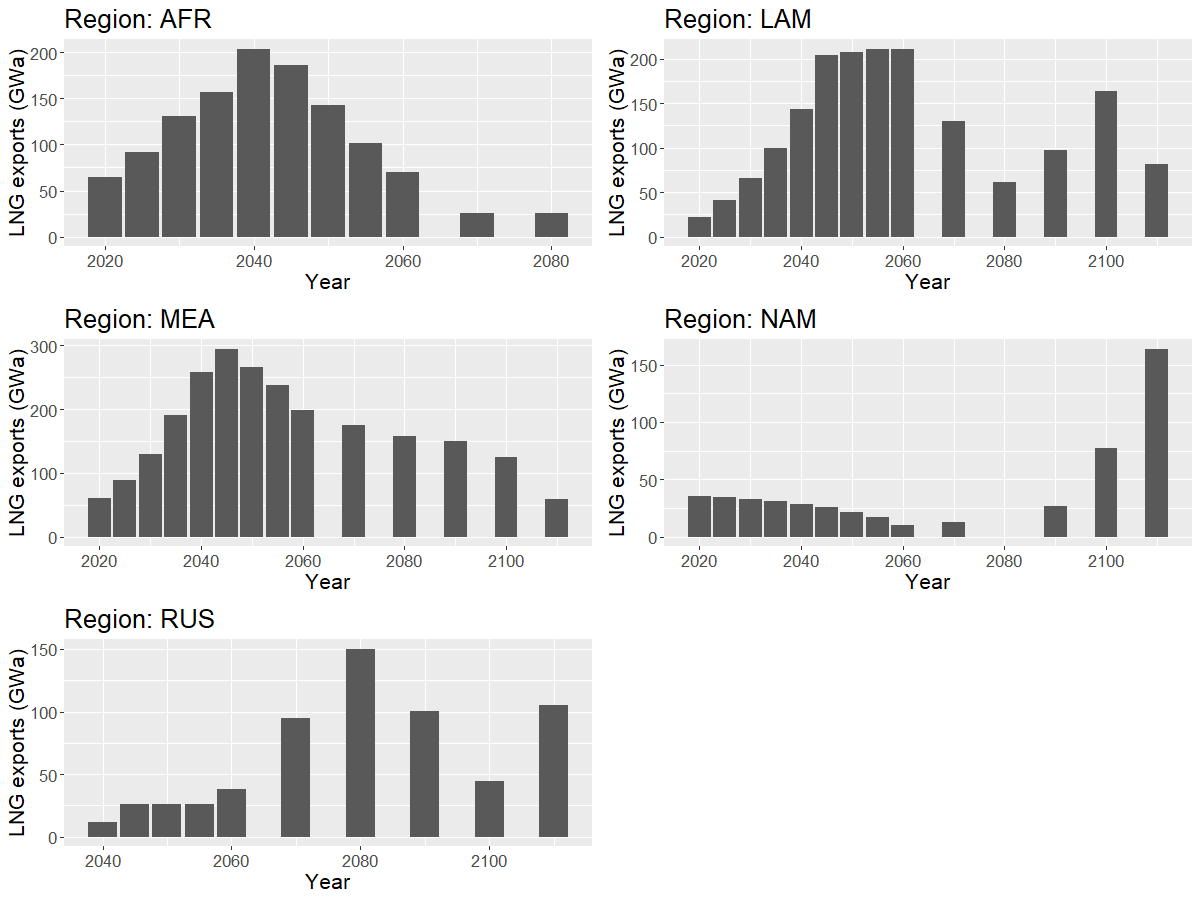 Region: AFR
LNG exports (GWa)
200
150
100
50
0
2020 2040 2060 2080
Year
Region: LAM
LNG exports (GWa)
200
150
100
50
0
2020 2040 2060 2080 2100
Year
Region: MEA
LNG exports (GWa)
300
200
100
0
2020 2040 2060 2080 2100
Year
Region: NAM
LNG exports (GWa)
150
100
50
0
2020 2040 2060 2080 2100
Year
Region: RUS
LNG exports (GWa)
150
100
50
0
2040 2060 2080 2100
Year